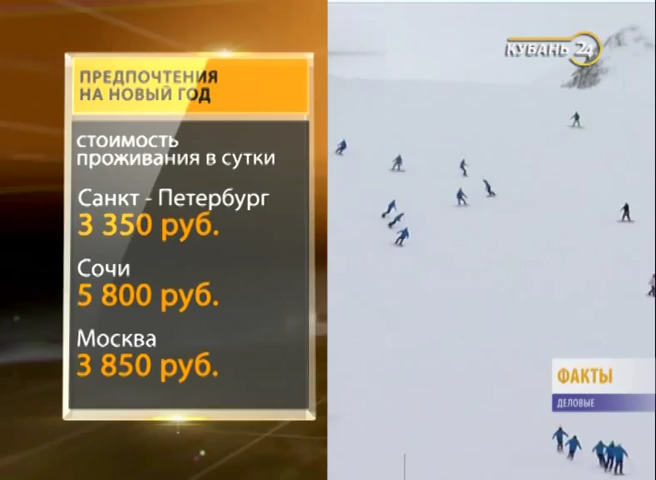 ПРЕДПОЧТЕНИЯ
НА НОВЫЙ ГОД
стоимость
проживания в сутки
Санкт - Петербург
3 350 руб.
Сочи
5 800 руб.
Москва
3 850 руб.
КУБАНЬ 24
ФАКТЫ
ДЕЛОВЫЕ